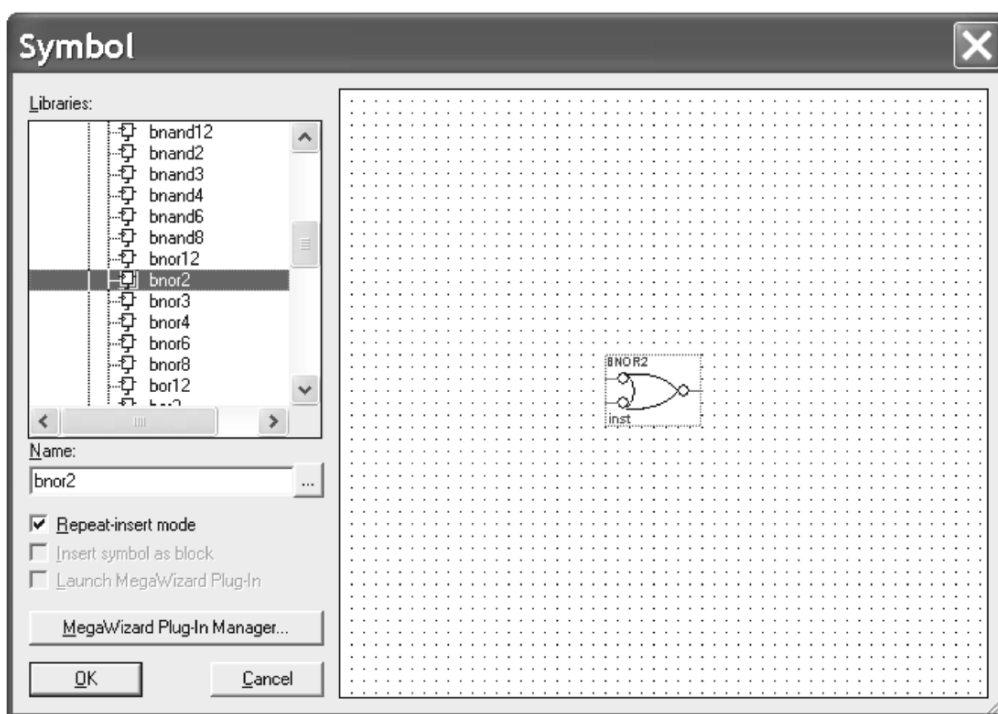 Symbol
Libraries:
bnand12
bnand2
bnand3
bnand4
bnand6
bnand8
bnor12
bnor2
bnor3
bnor4
bnor6
bnor8
bor12
Name:
bnor2
...
Repeat-insert mode
Insert symbol as block
Launch MegaWizard Plug-In
MegaWizard Plug-In Manager...
OK
Cancel
BNOR2
inst